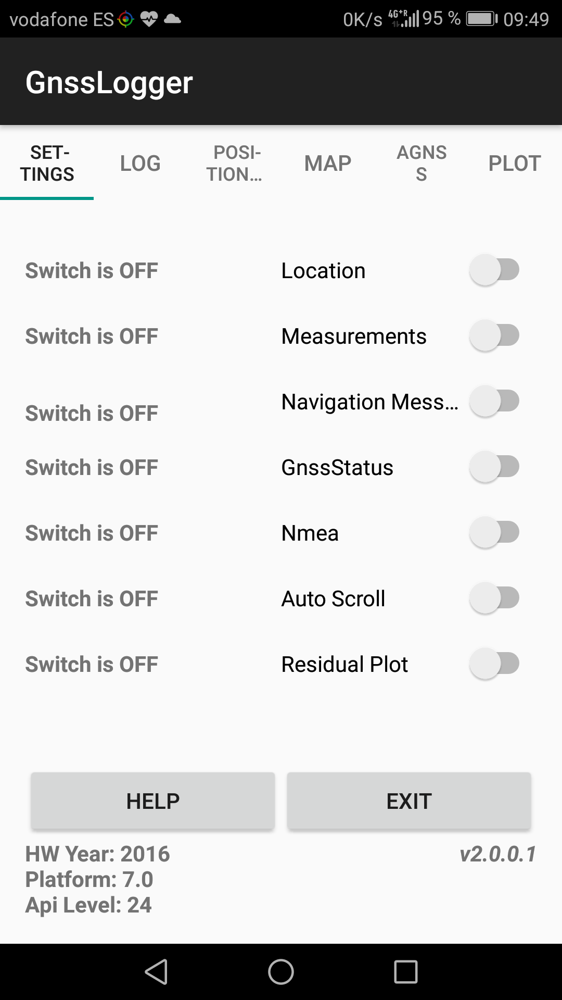 vodafone ES 0K/s 4G+R 95 % 09:49
GnssLogger
SET-
TINGS
LOG
POSI-
TION…
MAP
AGNS
S
PLOT
Switch is OFF Location
Switch is OFF Measurements
Switch is OFF Navigation Mess…
Switch is OFF GnssStatus
Switch is OFF Nmea
Switch is OFF Auto Scroll
Switch is OFF Residual Plot
HELP EXIT
HW Year: 2016 v2.0.0.1
Platform: 7.0
Api Level: 24